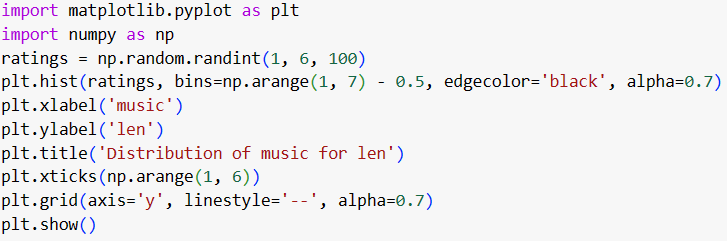 import matplotlib.pyplot as plt
import numpy as np
ratings = np.random.randint(1, 6, 100)
plt.hist(ratings, bins=np.arange(1, 7) - 0.5, edgecolor='black', alpha=0.7)
plt.xlabel('music')
plt.ylabel('len')
plt.title('Distribution of music for len')
plt.xticks(np.arange(1, 6))
plt.grid(axis='y', linestyle='--', alpha=0.7)
plt.show()